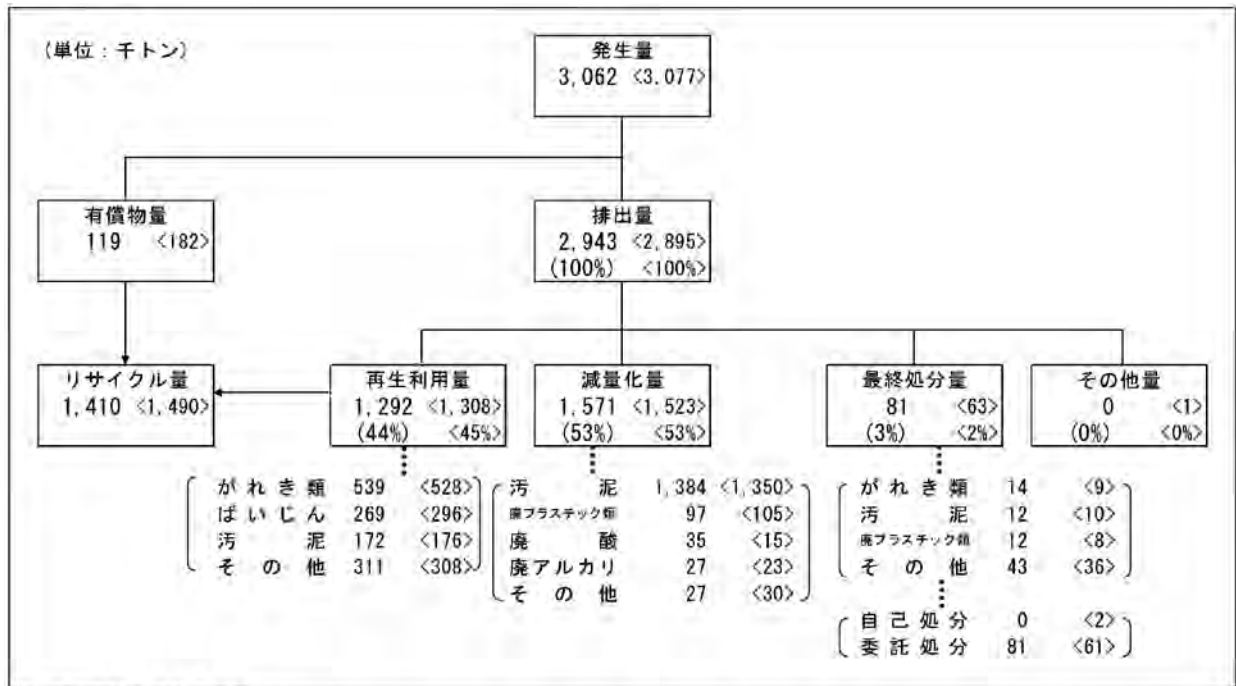 (単位:千トン)
発生量
3,062 <3,077>
有償物量
119 <182>
排出量
2,943 <2,895>
(100%) <100%>
リサイクル量
1,410 <1,490>
再生利用量
1,292 <1,308>
(44%) <45%>
減量化量
1,571 <1,523>
(53%) <53%>
最終処分量
81 <63>
(3%) <2%>
その他量
0 <1>
(0%) <0%>
がれき類 539 <528>
ばいじん 269 <296>
汚泥 172 <176>
その他 311 <308>
汚泥 1,384 <1,350>
廃プラスチック類 97 <105>
廃酸 35 <15>
廃アルカリ 27 <23>
その他 27 <30>
がれき類 14 <9>
汚泥 12 <10>
廃プラスチック類 12 <8>
その他 43 <36>
自己処分 0 <2>
委託処分 81 <61>